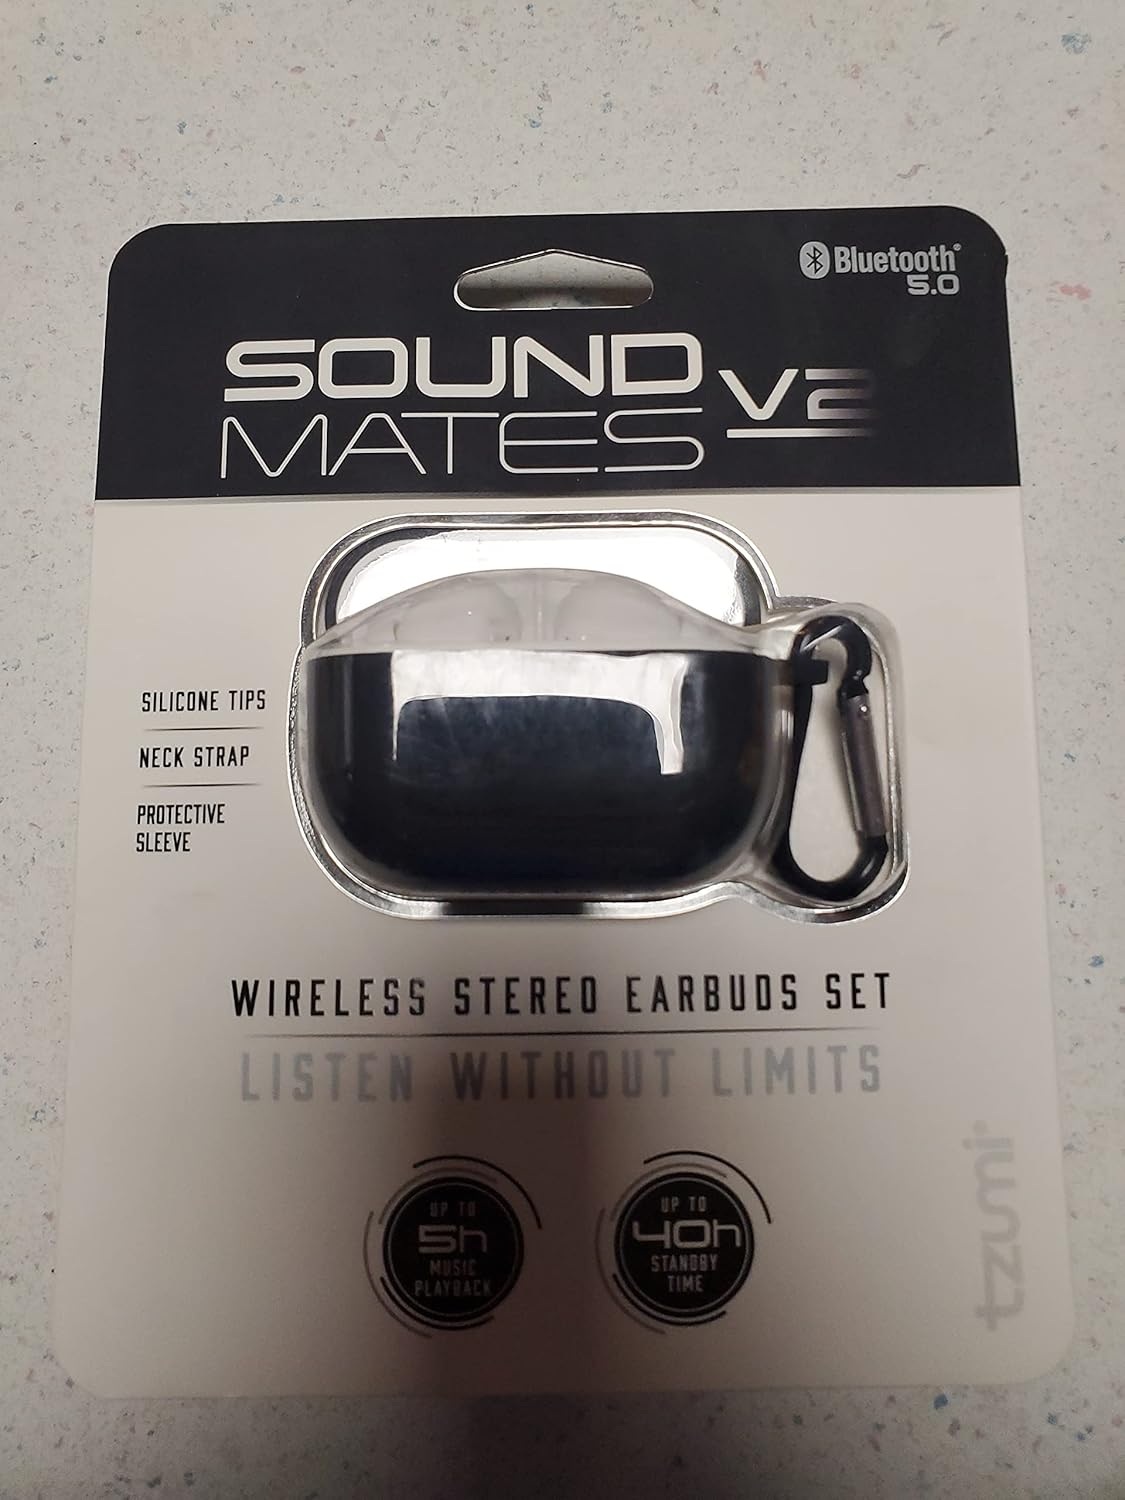 Bluetooth®
5.0
SOUND
MATES
V2
SILICONE TIPS
NECK STRAP
PROTECTIVE
SLEEVE
WIRELESS STEREO EARBUDS SET
LISTEN WITHOUT LIMITS
UP TO
5h
MUSIC
PLAYBACK
UP TO
40h
STANDBY
TIME
tzumi®